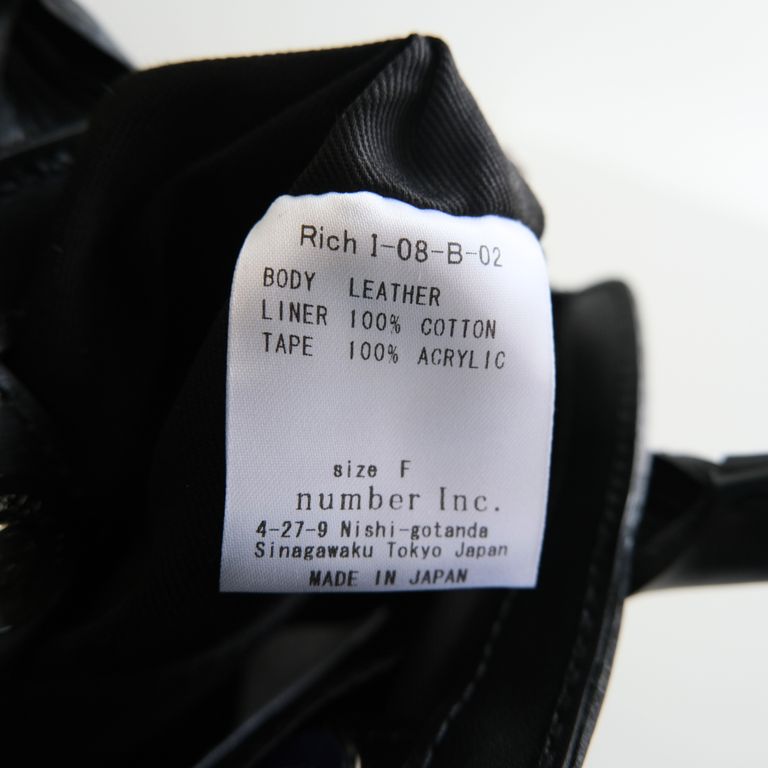 Rich I-08-B-02
BODY LEATHER
LINER 100% COTTON
TAPE 100% ACRYLIC
size F
number Inc.
4-27-9 Nishi-gotanda
Sinagawaku Tokyo Japan
MADE IN JAPAN